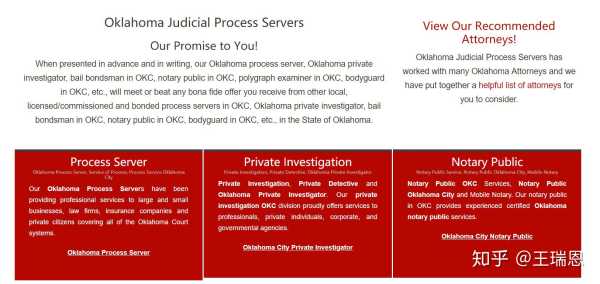 Oklahoma Judicial Process Servers
Our Promise to You!
When presented in advance and in writing, our Oklahoma process server, Oklahoma private
investigator, bail bondsman in OKC, notary public in OKC, polygraph examiner in OKC, bodyguard
in OKC, etc., will meet or beat any bona fide offer you receive from other local,
licensed/commissioned and bonded process servers in OKC, Oklahoma private investigator, bail
bondsman in OKC, notary public in OKC, bodyguard in OKC, etc., in the State of Oklahoma.
View Our Recommended
Attorneys!
Oklahoma Judicial Process Servers has
worked with many Oklahoma Attorneys and we
have put together a helpful list of attorneys for
you to consider.
Process Server
Oklahoma Process Server, Service of Process, Process Service Oklahoma
City
Our Oklahoma Process Servers have been
providing professional services to large and small
businesses, law firms, insurance companies and
private citizens covering all of the Oklahoma Court
systems.
Oklahoma Process Server
Private Investigation
Private Investigation, Private Detective, Oklahoma Private Investigator
Private Investigation, Private Detective and
Oklahoma Private Investigator. Our private
investigation OKC division proudly offers services to
professionals, private individuals, corporate, and
governmental agencies.
Oklahoma City Private Investigator
Notary Public
Notary Public Service, Notary Public Oklahoma City, Mobile Notary
Notary Public OKC Services, Notary Public
Oklahoma City and Mobile Notary. Our notary public
in OKC provides experienced certified Oklahoma
notary public services.
Oklahoma City Notary Public
知乎 @王瑞恩